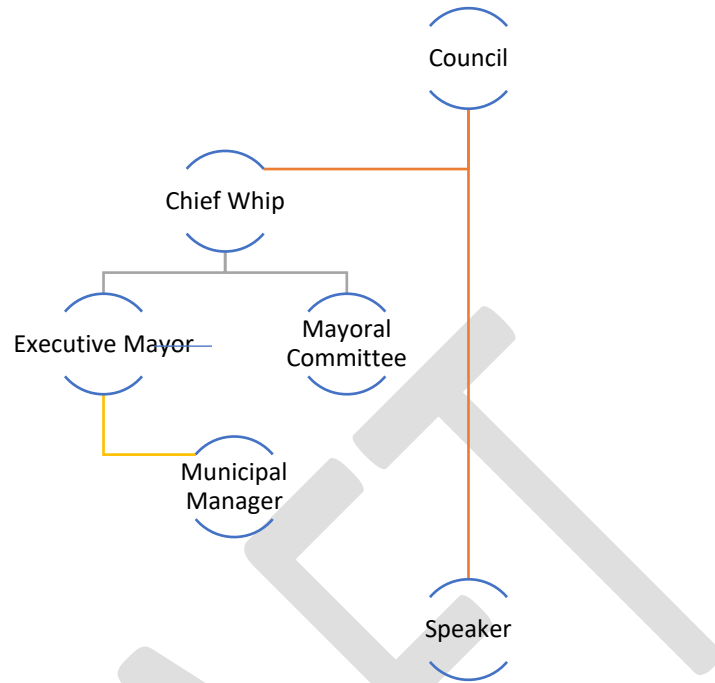 Council
Chief Whip
Executive Mayor
Mayoral
Committee
Municipal
Manager
Speaker